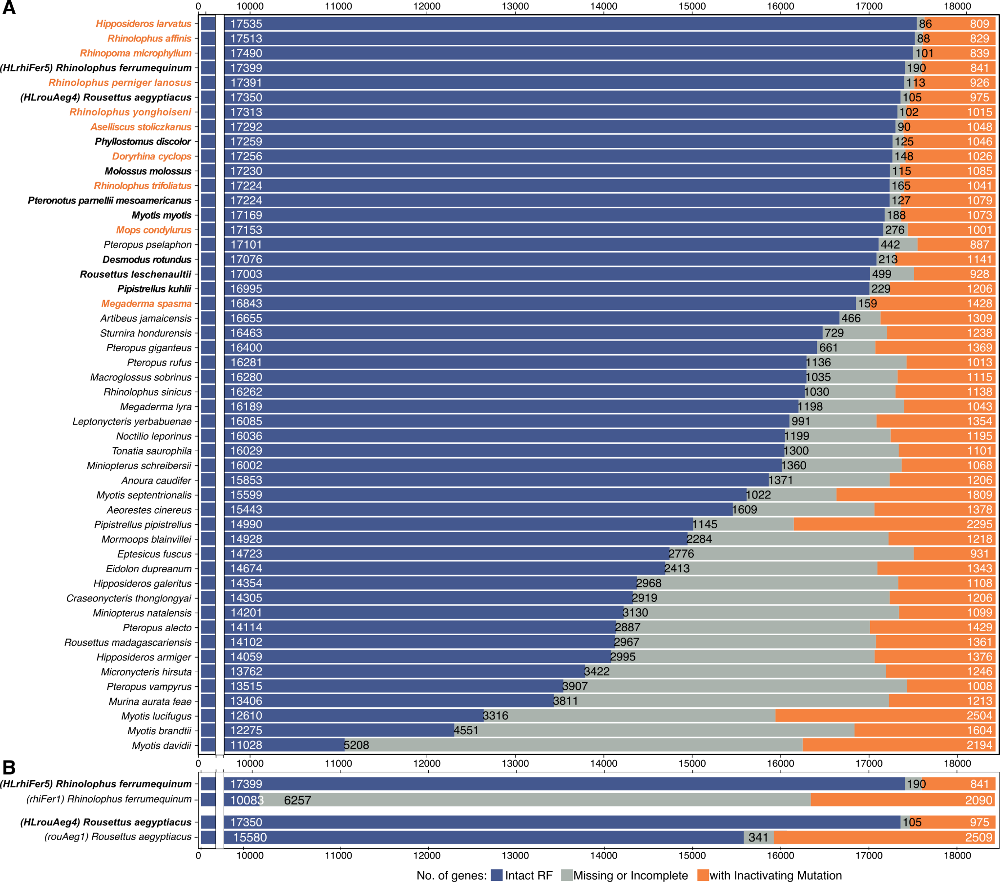 A
0 10000 11000 12000 13000 14000 15000 16000 17000 18000
Hipposideros larvatus 17535 86 809
Rhinolophus affinis 17513 88 829
Rhinopoma microphyllum 17490 101 839
(HLrhiFer5) Rhinolophus ferrumequinum 17399 190 841
Rhinolophus perniger lanosus 17391 113 926
(HLrouAeg4) Rousettus aegyptiacus 17350 105 975
Rhinolophus yonghoiseni 17313 102 1015
Aselliscus stoliczkanus 17292 90 1048
Phyllostomus discolor 17259 125 1046
Doryrhina cyclops 17256 148 1026
Molossus molossus 17230 115 1085
Rhinolophus trifoliatus 17224 165 1041
Pteronotus parnellii mesoamericanus 17224 127 1079
Myotis myotis 17169 188 1073
Mops condylurus 17153 276 1001
Pteropus pselaphon 17101 442 887
Desmodus rotundus 17076 213 1141
Rousettus leschenaultii 17003 499 928
Pipistrellus kuhlii 16995 229 1206
Megaderma spasma 16843 159 1428
Artibeus jamaicensis 16655 466 1309
Sturnira hondurensis 16463 729 1238
Pteropus giganteus 16400 661 1369
Pteropus rufus 16281 1136 1013
Macroglossus sobrinus 16280 1035 1115
Rhinolophus sinicus 16262 1030 1138
Megaderma lyra 16189 1198 1043
Leptonycteris yerbabuenae 16085 991 1354
Noctilio leporinus 16036 1199 1195
Tonatia saurophila 16029 1300 1101
Miniopterus schreibersii 16002 1360 1068
Anoura caudifer 15853 1371 1206
Myotis septentrionalis 15599 1022 1809
Aeorestes cinereus 15443 1609 1378
Pipistrellus pipistrellus 14990 1145 2295
Mormoops blainvillei 14928 2284 1218
Eptesicus fuscus 14723 2776 931
Eidolon dupreanum 14674 2413 1343
Hipposideros galeritus 14354 2968 1108
Craseonycteris thonglongyai 14305 2919 1206
Miniopterus natalensis 14201 3130 1099
Pteropus alecto 14114 2887 1429
Rousettus madagascariensis 14102 2967 1361
Hipposideros armiger 14059 2995 1376
Micronycteris hirsuta 13762 3422 1246
Pteropus vampyrus 13515 3907 1008
Murina aurata feae 13406 3811 1213
Myotis lucifugus 12610 3316 2504
Myotis brandtii 12275 4551 1604
Myotis davidii 11028 5208 2194
0 10000 11000 12000 13000 14000 15000 16000 17000 18000
B
(HLrhiFer5) Rhinolophus ferrumequinum 17399 190 841
(rhiFer1) Rhinolophus ferrumequinum 10083 6257 2090
(HLrouAeg4) Rousettus aegyptiacus 17350 105 975
(rouAeg1) Rousettus aegyptiacus 15580 341 2509
0 10000 11000 12000 13000 14000 15000 16000 17000 18000
No. of genes: Intact RF Missing or Incomplete with Inactivating Mutation